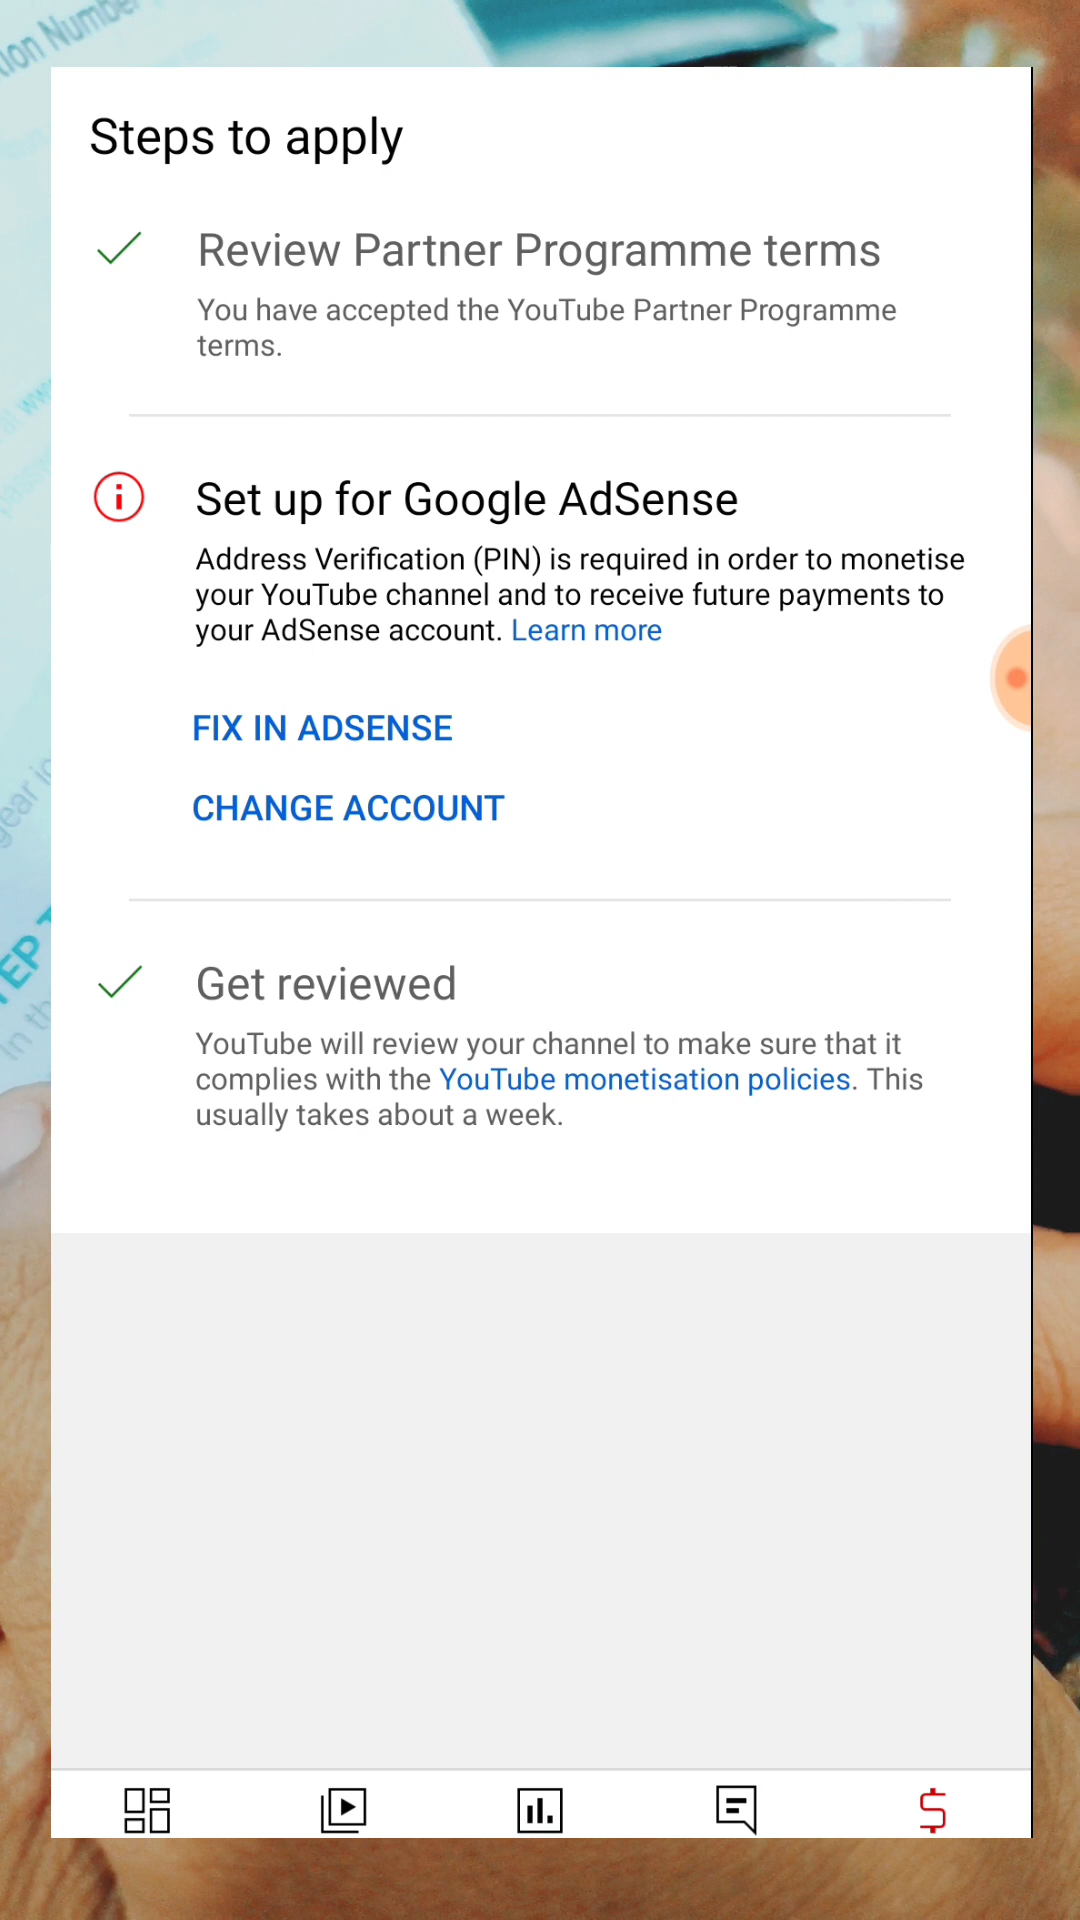 ion Number
Steps to apply
Review Partner Programme terms
You have accepted the YouTube Partner Programme
terms.
Set up for Google AdSense
Address Verification (PIN) is required in order to monetise
your YouTube channel and to receive future payments to
your AdSense account. Learn more
FIX IN ADSENSE
CHANGE ACCOUNT
Get reviewed
YouTube will review your channel to make sure that it
complies with the YouTube monetisation policies. This
usually takes about a week.